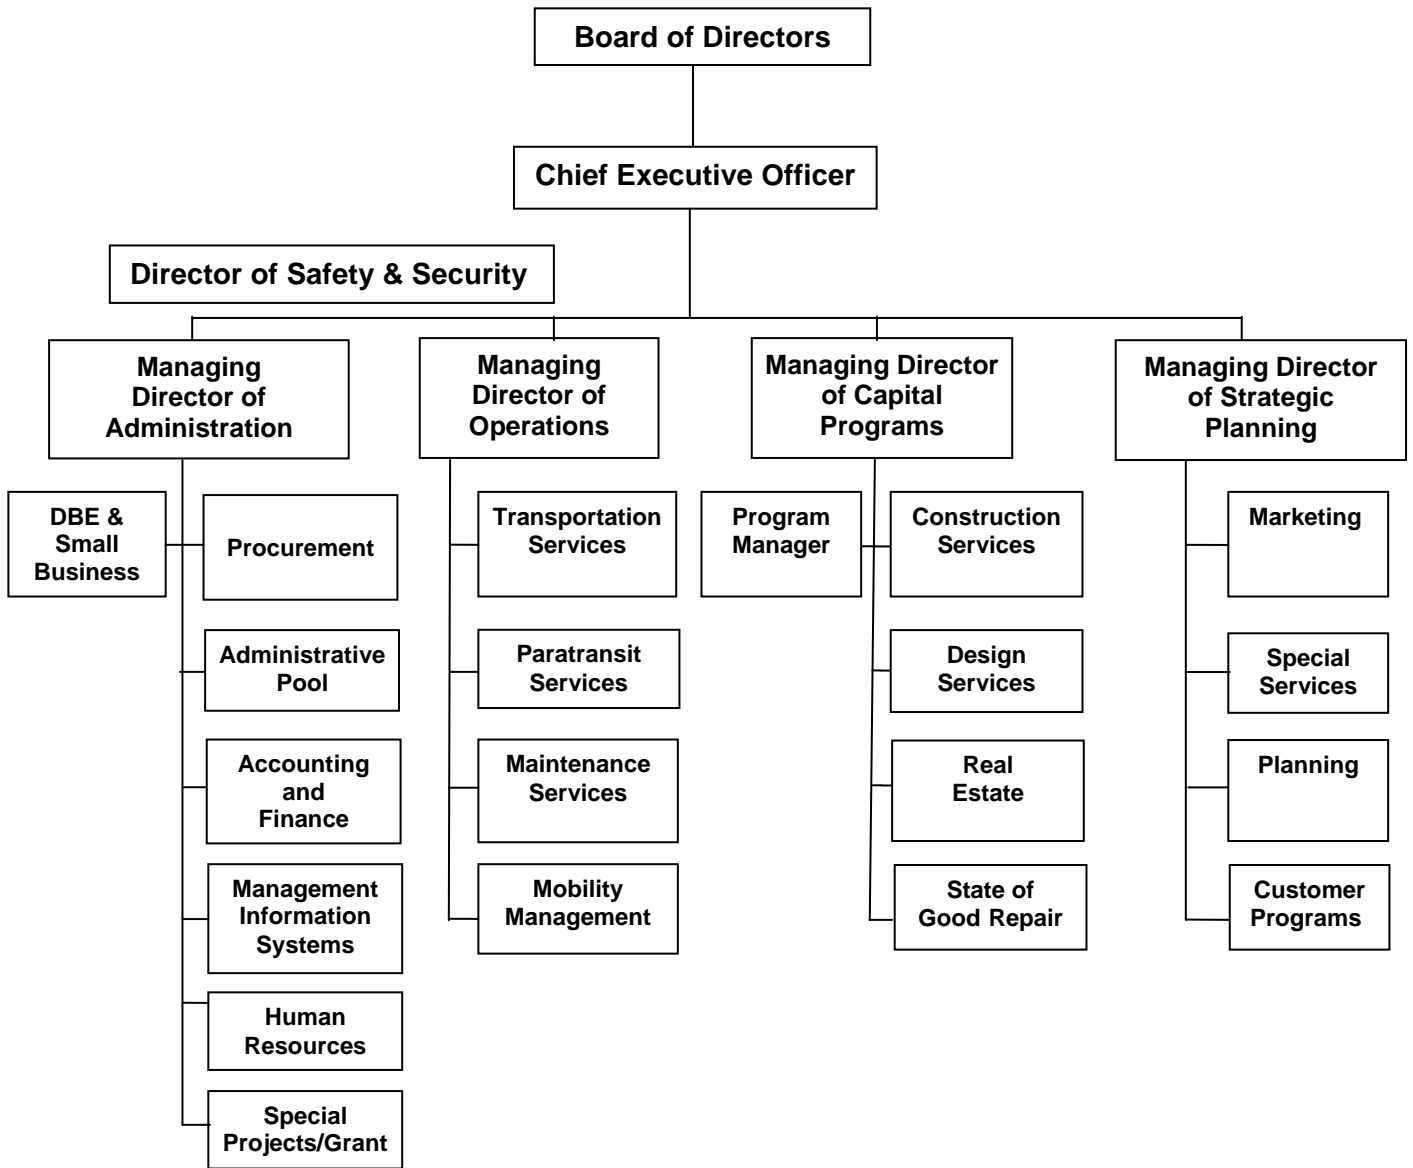 Board of Directors
Chief Executive Officer
Director of Safety & Security
Managing
Director of
Administration
Managing
Director of
Operations
Managing Director
of Capital
Programs
Managing Director
of Strategic
Planning
DBE &
Small
Business
Procurement
Transportation
Services
Program
Manager
Construction
Services
Marketing
Administrative
Pool
Paratransit
Services
Design
Services
Special
Services
Accounting
and
Finance
Maintenance
Services
Real
Estate
Planning
Management
Information
Systems
Mobility
Management
State of
Good Repair
Customer
Programs
Human
Resources
Special
Projects/Grant